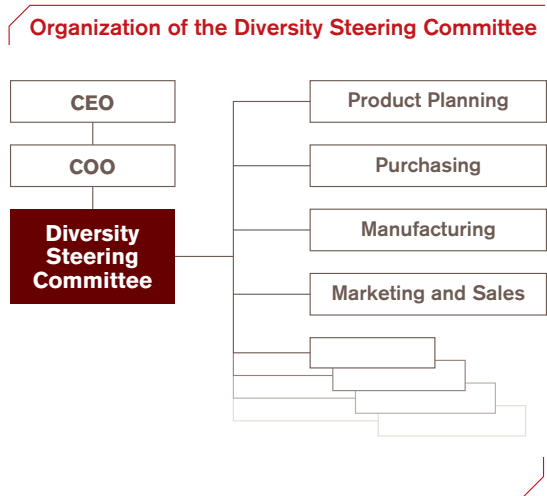 Organization of the Diversity Steering Committee
CEO
COO
Diversity
Steering
Committee
Product Planning
Purchasing
Manufacturing
Marketing and Sales